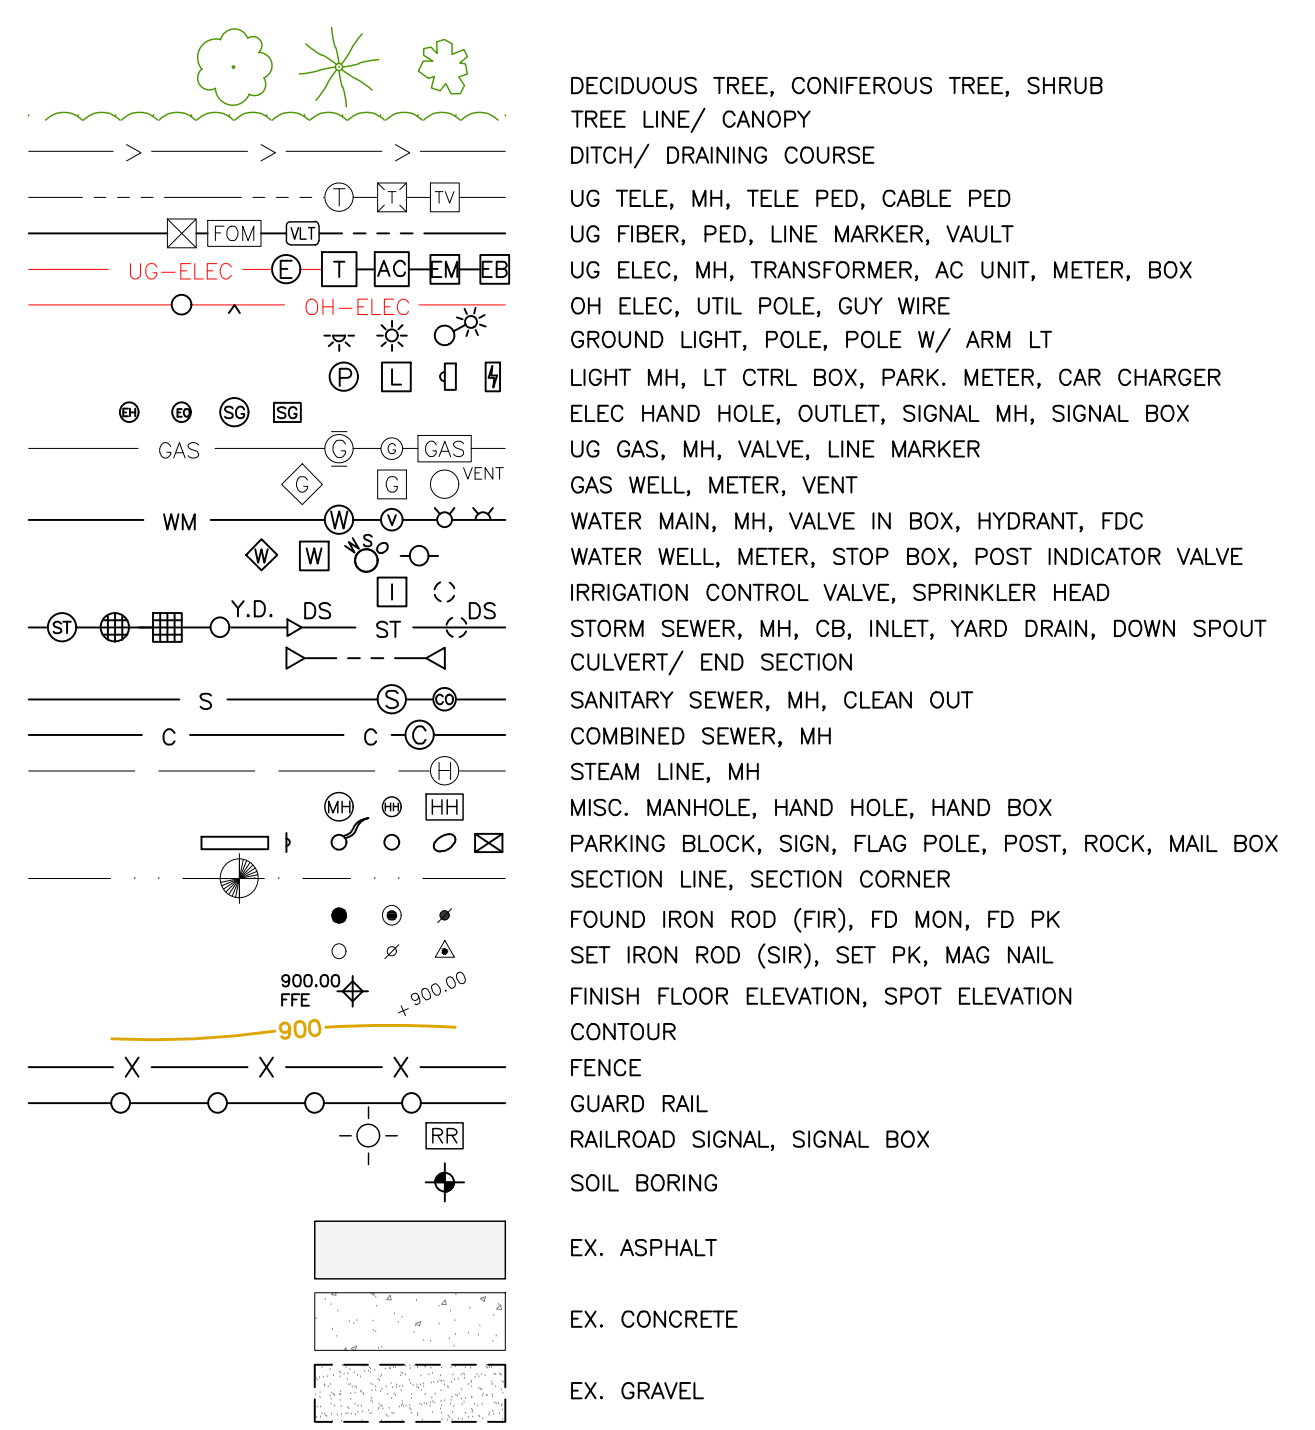 DECIDUOUS TREE, CONIFEROUS TREE, SHRUB
TREE LINE/ CANOPY
> > > DITCH/ DRAINING COURSE
T T TV UG TELE, MH, TELE PED, CABLE PED
FOM VLT UG FIBER, PED, LINE MARKER, VAULT
UG-ELEC E T AC EM EB UG ELEC, MH, TRANSFORMER, AC UNIT, METER, BOX
OH-ELEC OH ELEC, UTIL POLE, GUY WIRE
GROUND LIGHT, POLE, POLE W/ ARM LT
P L LIGHT MH, LT CTRL BOX, PARK. METER, CAR CHARGER
EH EO SG SG ELEC HAND HOLE, OUTLET, SIGNAL MH, SIGNAL BOX
GAS G G GAS UG GAS, MH, VALVE, LINE MARKER
G G VENT GAS WELL, METER, VENT
WM W V WATER MAIN, MH, VALVE IN BOX, HYDRANT, FDC
W W WSO WATER WELL, METER, STOP BOX, POST INDICATOR VALVE
I IRRIGATION CONTROL VALVE, SPRINKLER HEAD
ST Y.D. DS ST DS STORM SEWER, MH, CB, INLET, YARD DRAIN, DOWN SPOUT
CULVERT/ END SECTION
S S CO SANITARY SEWER, MH, CLEAN OUT
C C C COMBINED SEWER, MH
H STEAM LINE, MH
MH HH HH MISC. MANHOLE, HAND HOLE, HAND BOX
PARKING BLOCK, SIGN, FLAG POLE, POST, ROCK, MAIL BOX
SECTION LINE, SECTION CORNER
FOUND IRON ROD (FIR), FD MON, FD PK
SET IRON ROD (SIR), SET PK, MAG NAIL
900.00
FFE + 900.00 FINISH FLOOR ELEVATION, SPOT ELEVATION
900 CONTOUR
X X X FENCE
GUARD RAIL
RR RAILROAD SIGNAL, SIGNAL BOX
SOIL BORING
EX. ASPHALT
EX. CONCRETE
EX. GRAVEL